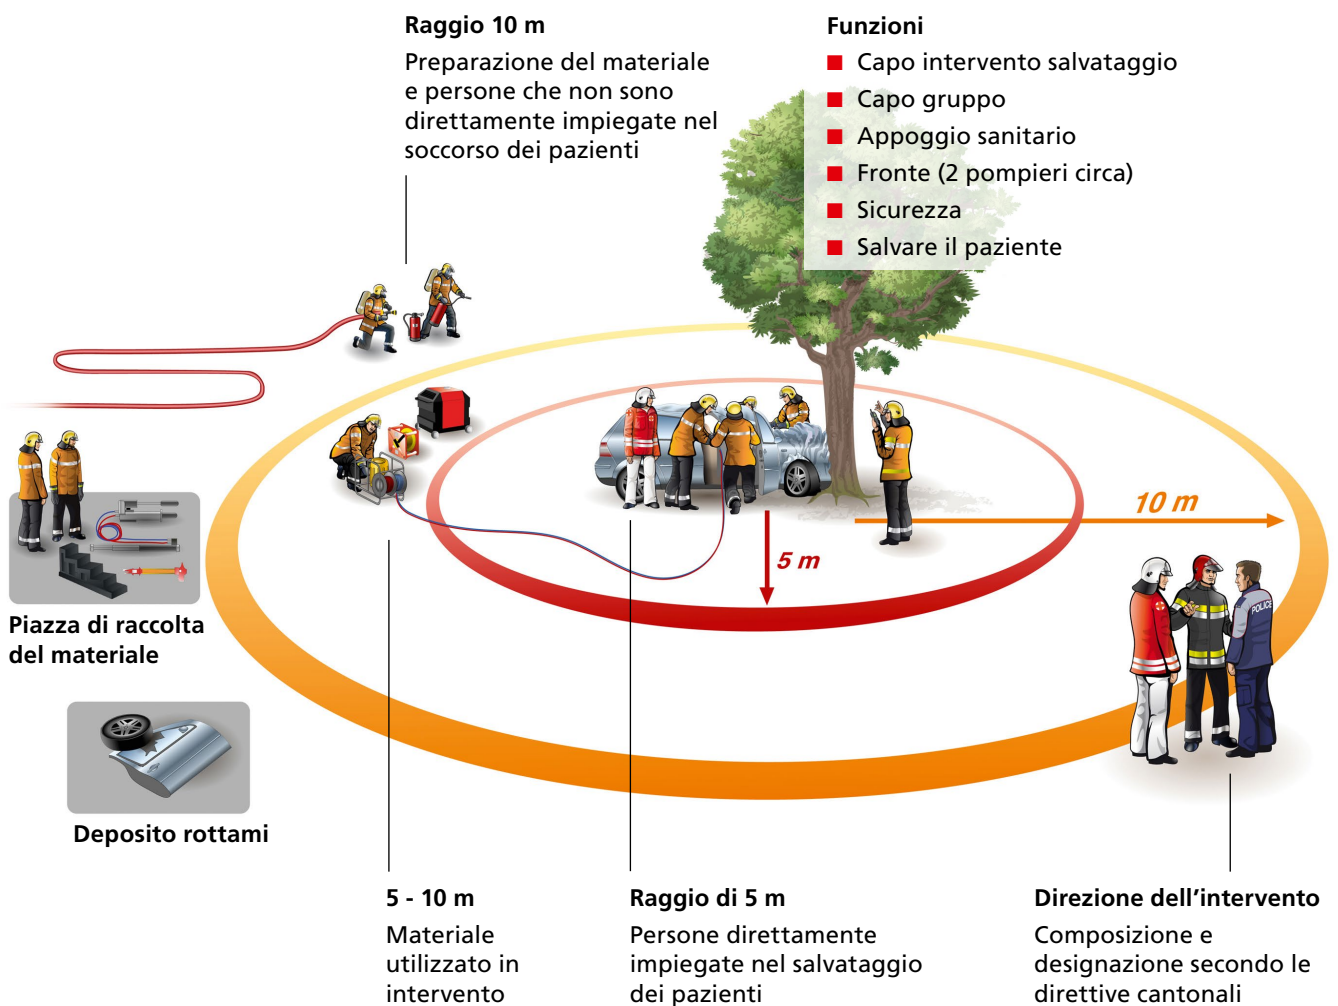 Raggio 10 m
Preparazione del materiale
e persone che non sono
direttamente impiegate nel
soccorso dei pazienti
Funzioni
Capo intervento salvataggio
Capo gruppo
Appoggio sanitario
Fronte (2 pompieri circa)
Sicurezza
Salvare il paziente
10 m
5 m
POLICE
Piazza di raccolta
del materiale
Deposito rottami
5 - 10 m
Materiale
utilizzato in
intervento
Raggio di 5 m
Persone direttamente
impiegate nel salvataggio
dei pazienti
Direzione dell'intervento
Composizione e
designazione secondo le
direttive cantonali